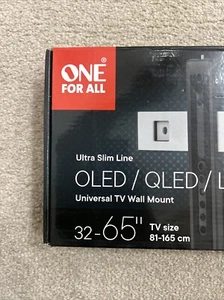 ONE®
FOR ALL
Ultra Slim Line
OLED / QLED / L
Universal TV Wall Mount
32-65" TV size
81-165 cm